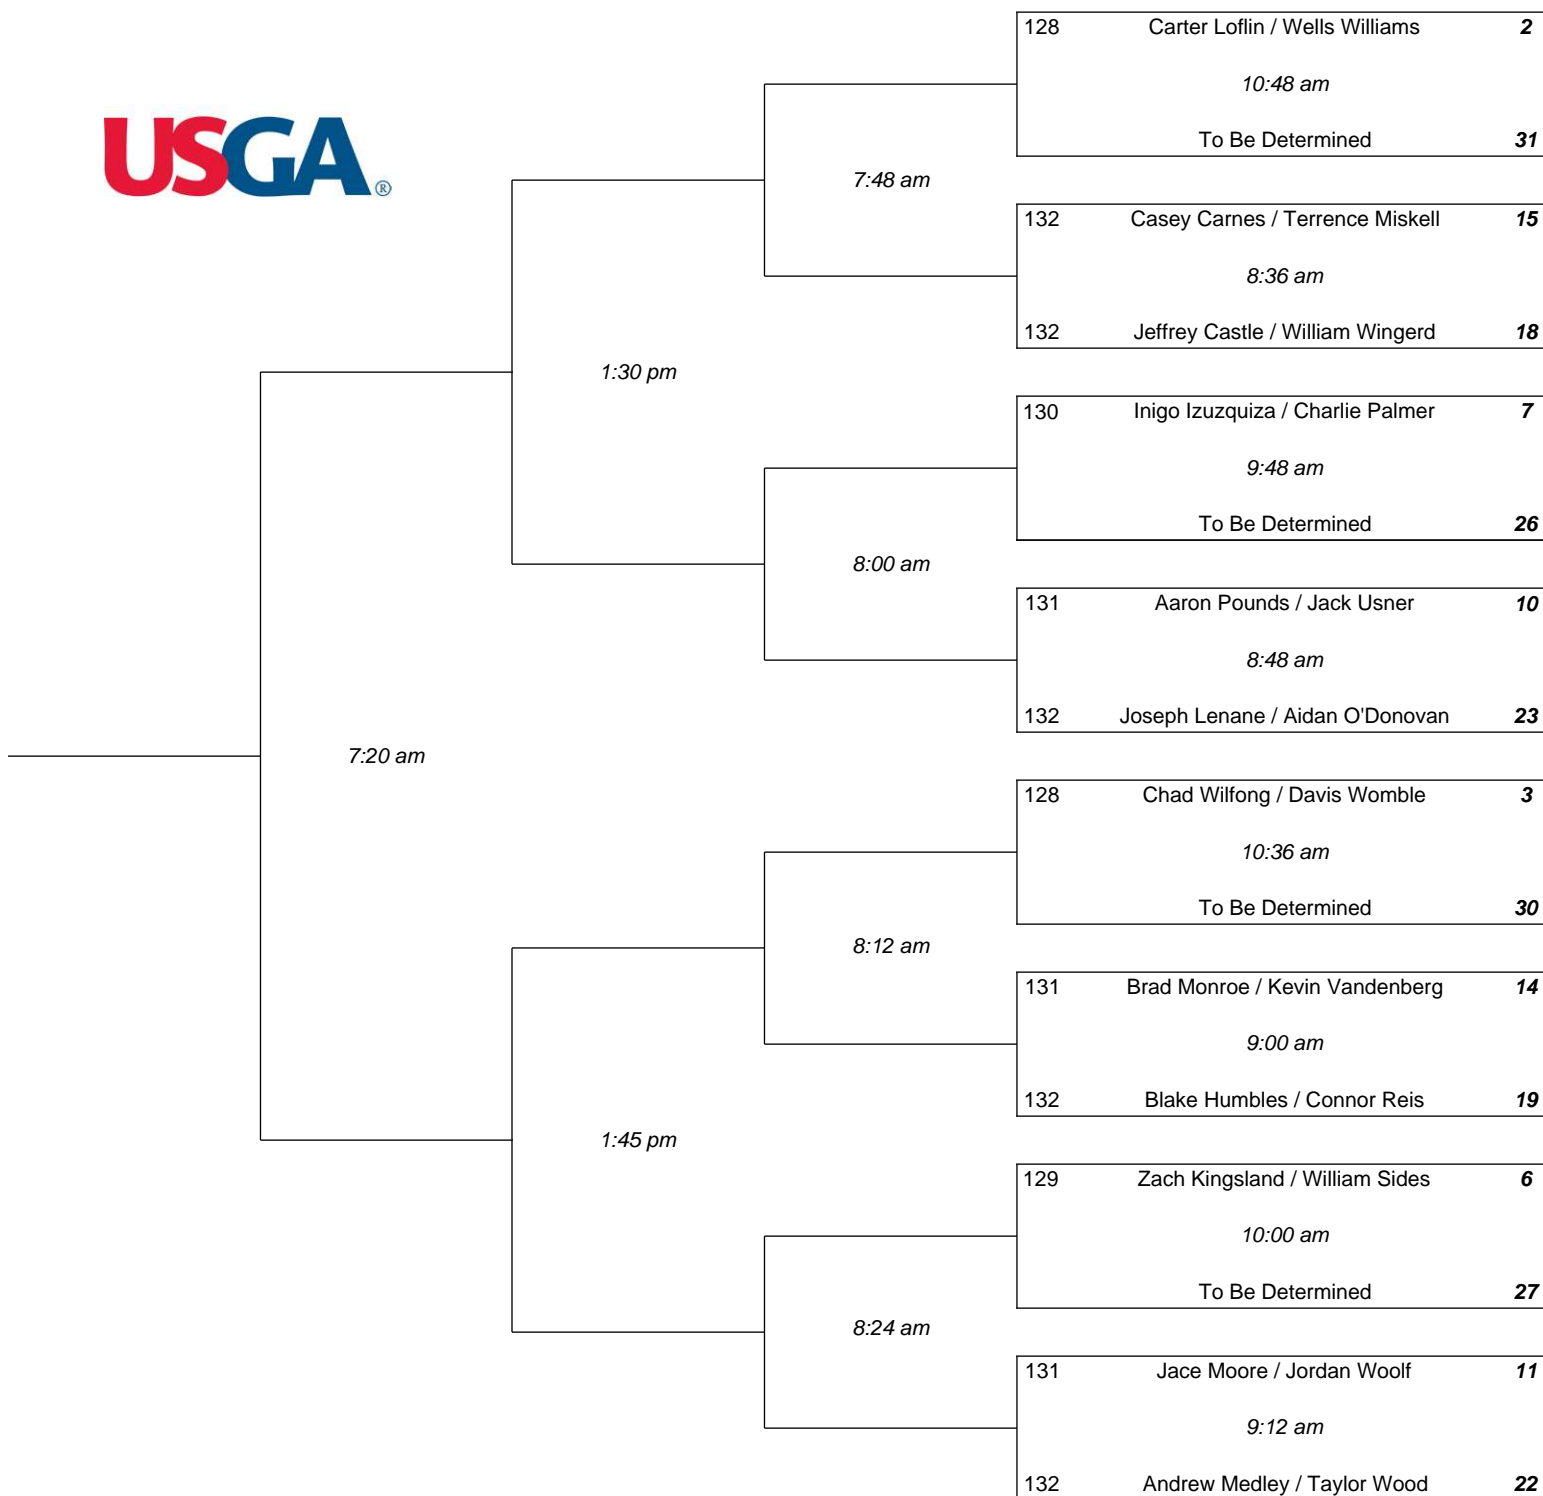 128 Carter Loflin / Wells Williams 2
10:48 am
USGA®
To Be Determined 31
7:48 am
132 Casey Carnes / Terrence Miskell 15
8:36 am
132 Jeffrey Castle / William Wingerd 18
1:30 pm
130 Inigo Izuzquiza / Charlie Palmer 7
9:48 am
To Be Determined 26
8:00 am
131 Aaron Pounds / Jack Usner 10
8:48 am
132 Joseph Lenane / Aidan O'Donovan 23
7:20 am
128 Chad Wilfong / Davis Womble 3
10:36 am
To Be Determined 30
8:12 am
131 Brad Monroe / Kevin Vandenberg 14
9:00 am
132 Blake Humbles / Connor Reis 19
1:45 pm
129 Zach Kingsland / William Sides 6
10:00 am
To Be Determined 27
8:24 am
131 Jace Moore / Jordan Woolf 11
9:12 am
132 Andrew Medley / Taylor Wood 22